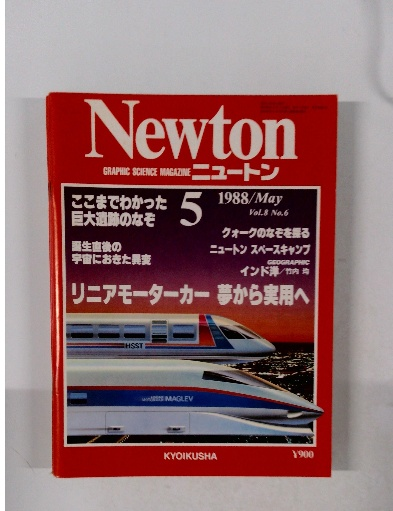 Newton
GRAPHIC SCIENCE MAGAZINE ニュートン
ここまでわかった
巨大遺跡のなぞ
5
1988/May
Vol.8 No.6
クォークのなぞを探る
誕生直後の
宇宙におきた異変
ニュートン スペースキャンプ
GEOGRAPHIC
インド洋/竹内 均
リニアモーターカー 夢から実用へ
HSST
MAGLEV
KYOIKUSHA
¥900